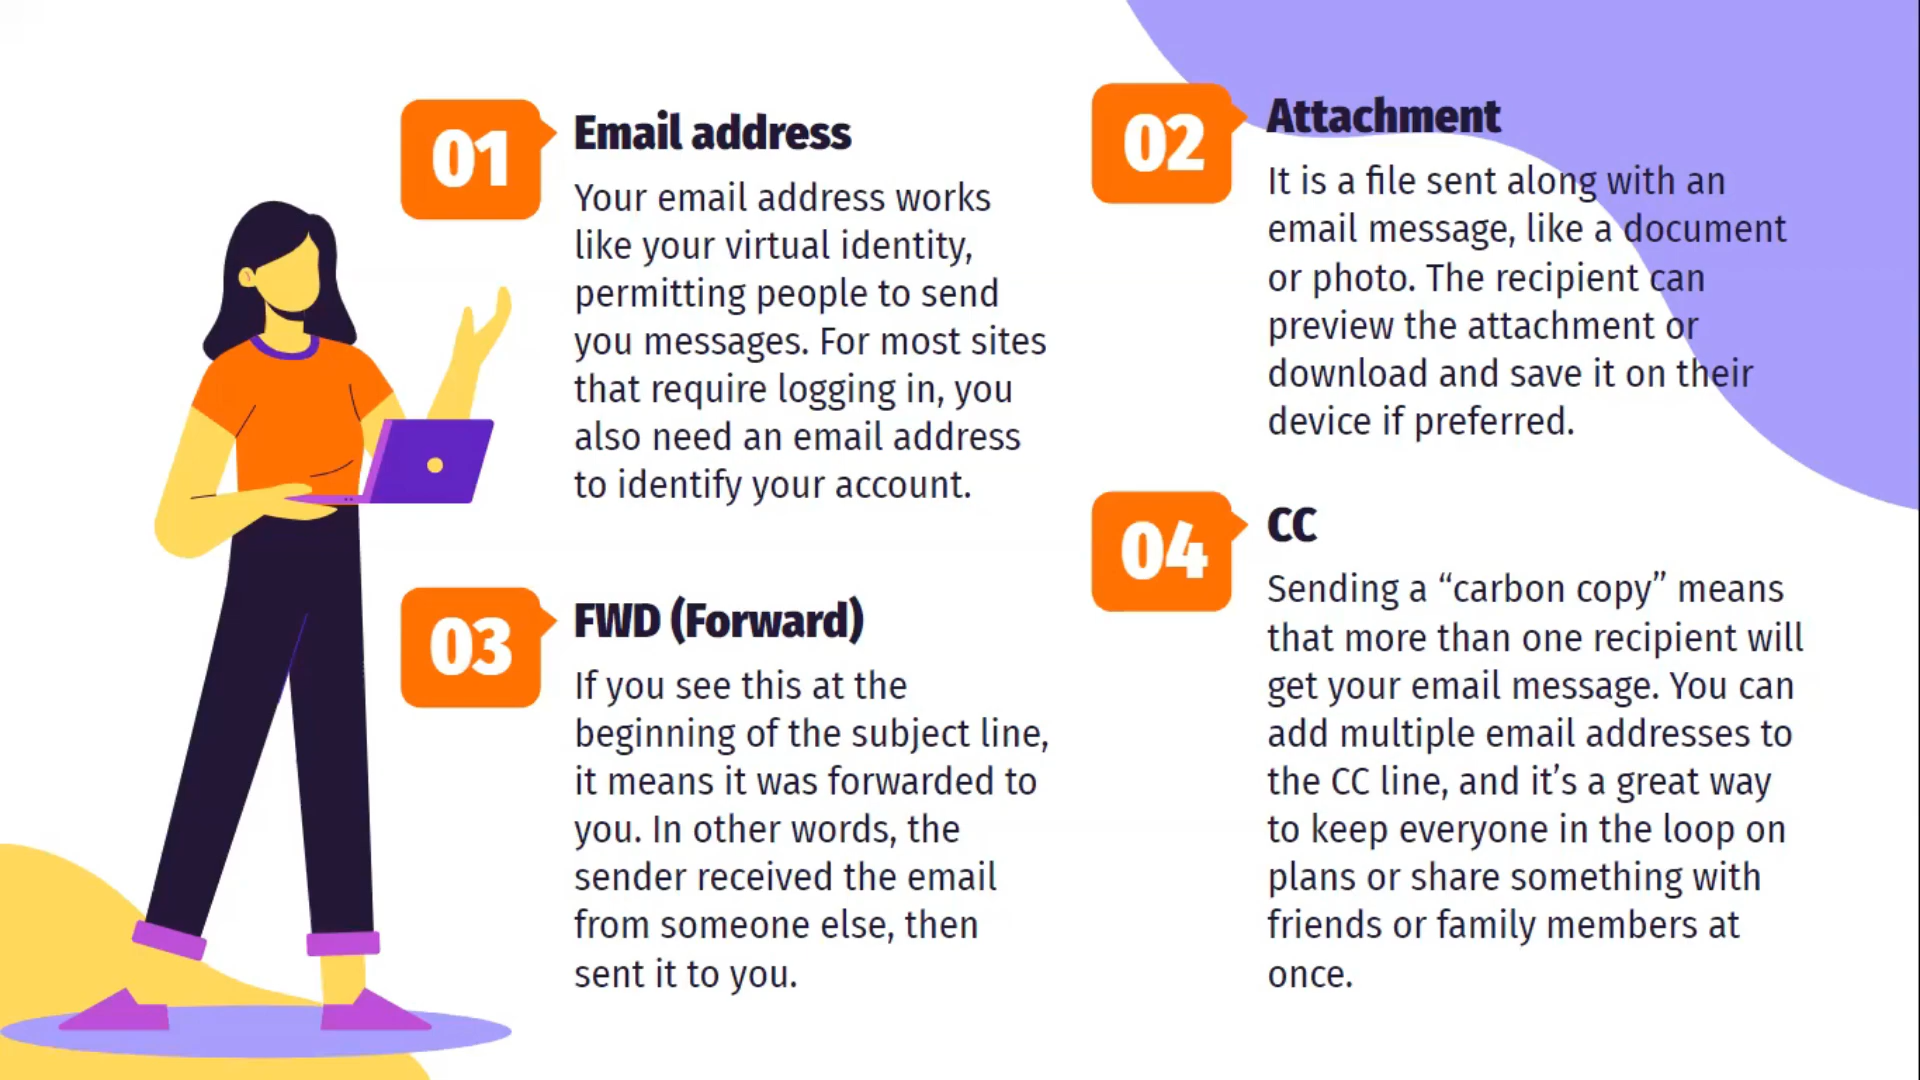 01
Email address
Your email address works
like your virtual identity,
permitting people to send
you messages. For most sites
that require logging in, you
also need an email address
to identify your account.
02
Attachment
It is a file sent along with an
email message, like a document
or photo. The recipient can
preview the attachment or
download and save it on their
device if preferred.
03
FWD (Forward)
If you see this at the
beginning of the subject line,
it means it was forwarded to
you. In other words, the
sender received the email
from someone else, then
sent it to you.
04
CC
Sending a “carbon copy” means
that more than one recipient will
get your email message. You can
add multiple email addresses to
the CC line, and it’s a great way
to keep everyone in the loop on
plans or share something with
friends or family members at
once.